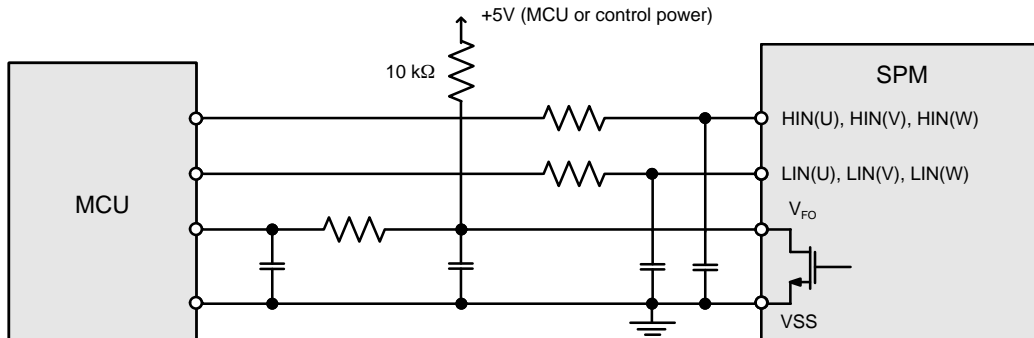 +5V (MCU or control power)
10 kΩ
SPM
HIN(U), HIN(V), HIN(W)
LIN(U), LIN(V), LIN(W)
MCU
VFO
VSS